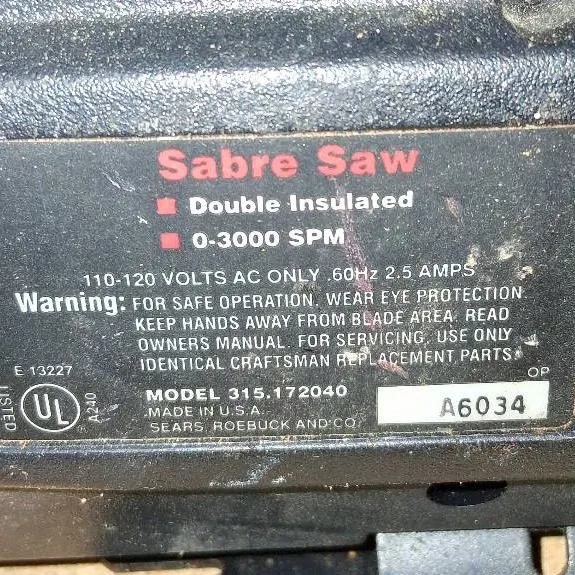 Sabre Saw
Double Insulated
0-3000 SPM
110-120 VOLTS AC ONLY .60Hz 2.5 AMPS
Warning: FOR SAFE OPERATION. WEAR EYE PROTECTION
KEEP HANDS AWAY FROM BLADE AREA. READ
OWNERS MANUAL. FOR SERVICING, USE ONLY
IDENTICAL CRAFTSMAN REPLACEMENT PARTS.
E 13227
LISTED
UL
A240
MODEL 315.172040
MADE IN U.S.A.
SEARS, ROEBUCK AND CO.
OP
A6034